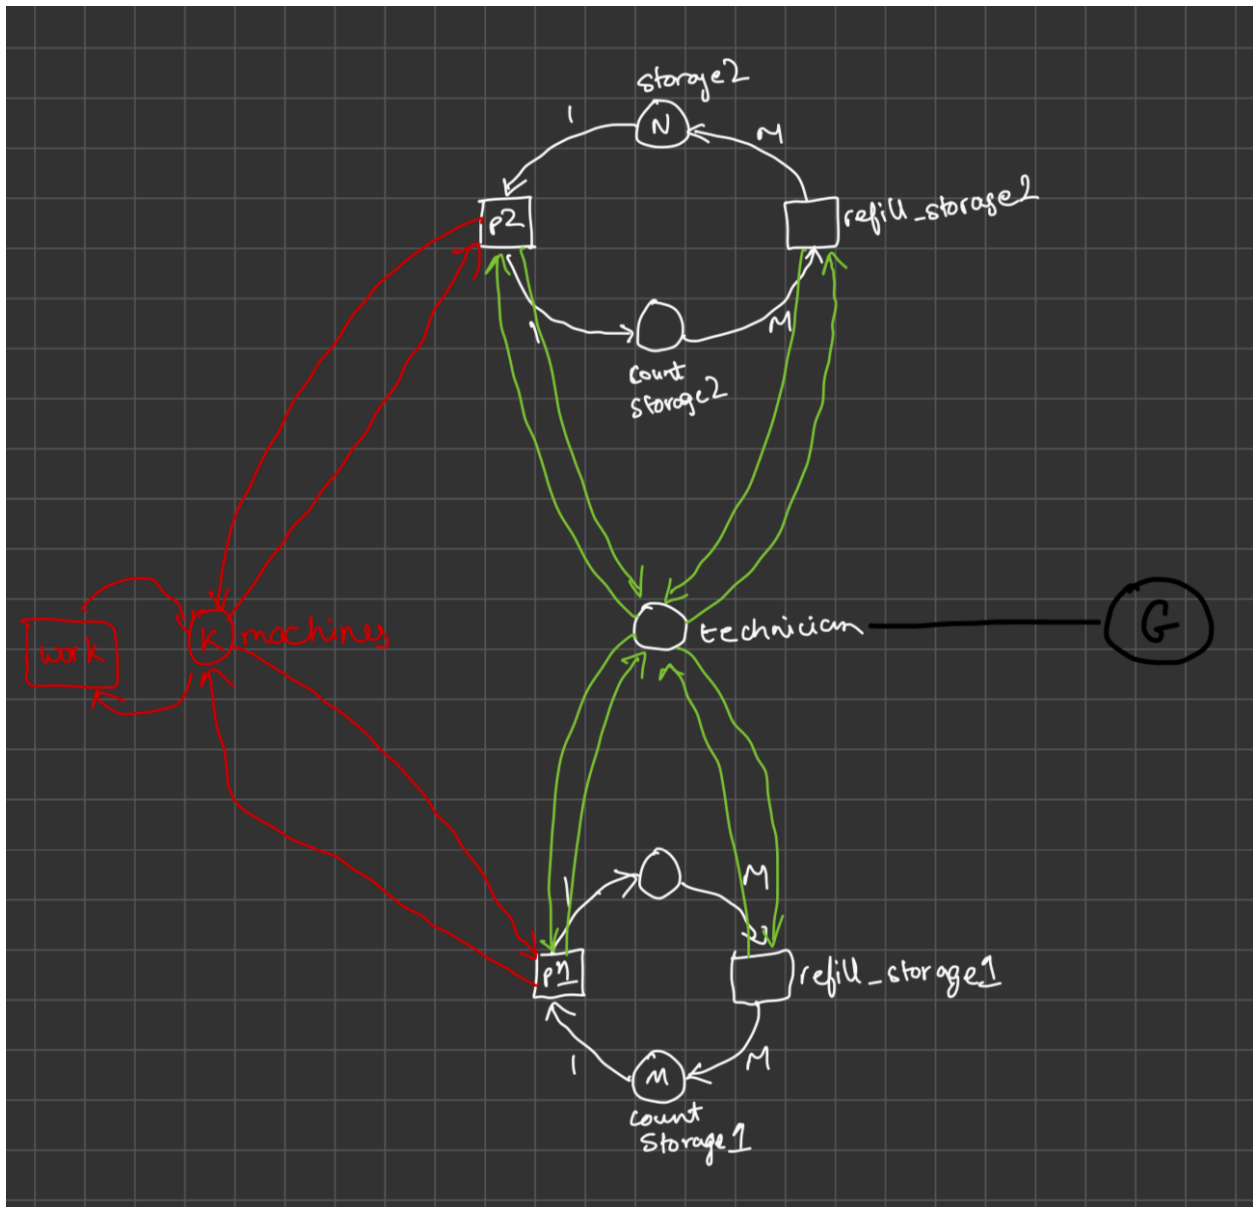 storage2
1
N
M
p2
refill_storage2
1
M
count
storage2
technician
G
work
K
machines
1
M
p1
refill_storage1
1
M
M
count
storage1